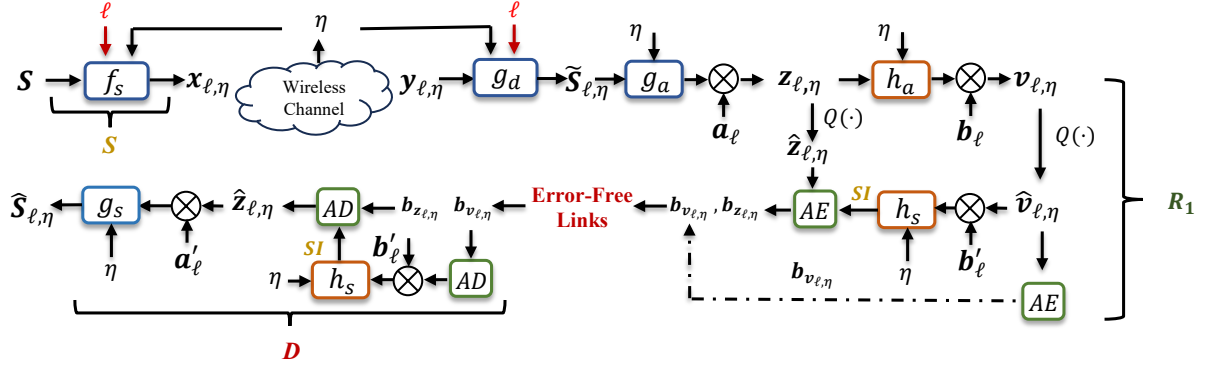 ℓ η ℓ η η
S f_s x_{ℓ,η} Wireless Channel y_{ℓ,η} g_d S̃_{ℓ,η} g_a ⊗ z_{ℓ,η} h_a ⊗ v_{ℓ,η}
S a_ℓ Q(·) b_ℓ Q(·)
ẑ_{ℓ,η}
Ŝ_{ℓ,η} g_s ⊗ ẑ_{ℓ,η} AD b_{z_{ℓ,η}} b_{v_{ℓ,η}} Error-Free Links b_{v_{ℓ,η}} , b_{z_{ℓ,η}} AE SI h_s ⊗ v̂_{ℓ,η} R_1
η a′_ℓ SI b′_ℓ η b′_ℓ
η h_s ⊗ AD b_{v_{ℓ,η}} AE
D